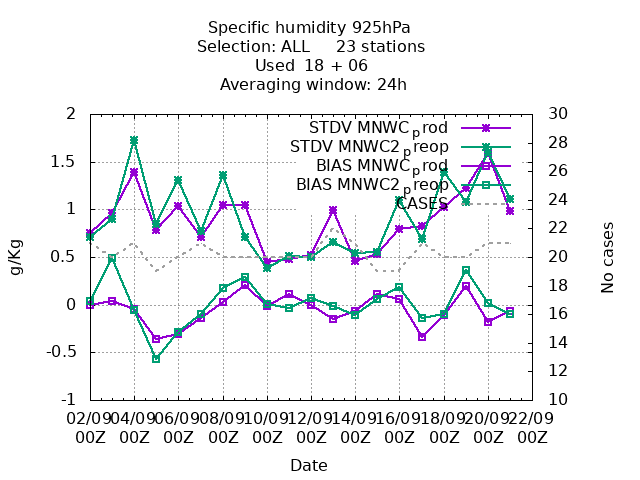 Specific humidity 925hPa
Selection: ALL 23 stations
Used 18 + 06
Averaging window: 24h
2
1.5
1
0.5
0
-0.5
-1
g/Kg
30
28
26
24
22
20
18
16
14
12
10
No cases
STDV MNWC_prod
STDV MNWC2_preop
BIAS MNWC_prod
BIAS MNWC2_preop
CASES
02/09 04/09 06/09 08/09 10/09 12/09 14/09 16/09 18/09 20/09 22/09
00Z 00Z 00Z 00Z 00Z 00Z 00Z 00Z 00Z 00Z 00Z
Date